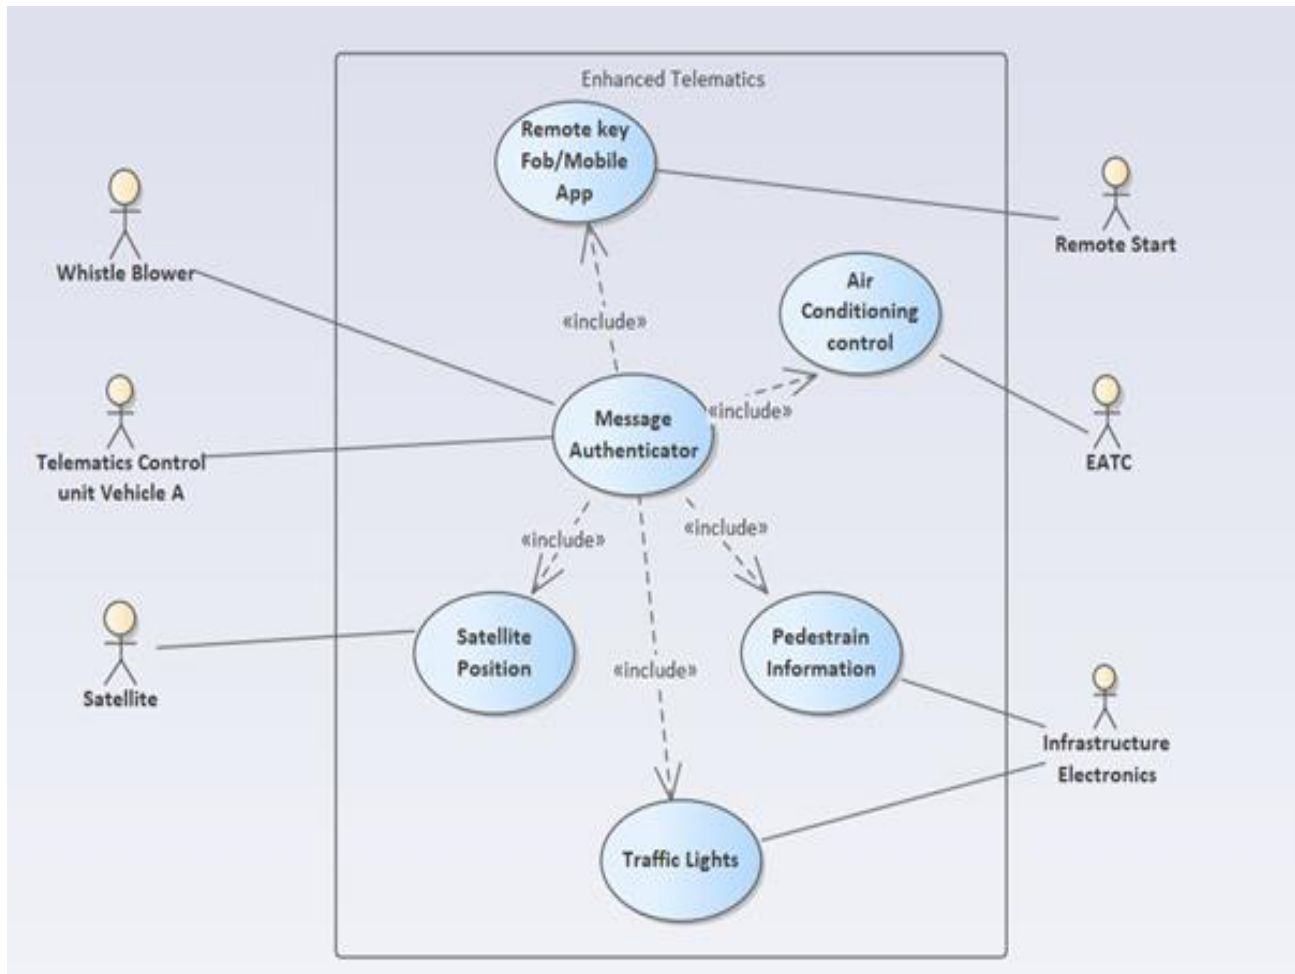 Enhanced Telematics
Remote key
Fob/Mobile
App
Whistle Blower
Remote Start
Air
Conditioning
control
«include»
«include»
Message
Authenticator
Telematics Control
unit Vehicle A
EATC
«include»
«include»
Satellite
Position
Pedestrain
Information
«include»
Satellite
Infrastructure
Electronics
Traffic Lights